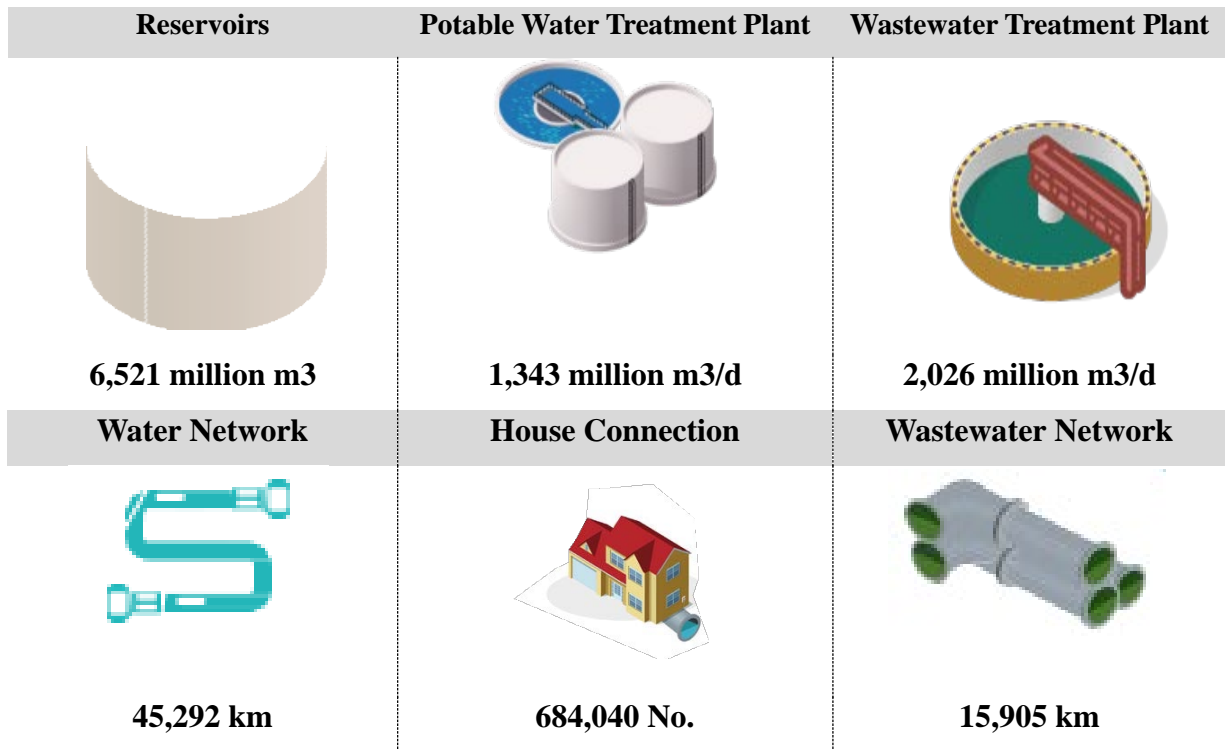 Reservoirs
Potable Water Treatment Plant
Wastewater Treatment Plant
6,521 million m3
1,343 million m3/d
2,026 million m3/d
Water Network
House Connection
Wastewater Network
45,292 km
684,040 No.
15,905 km